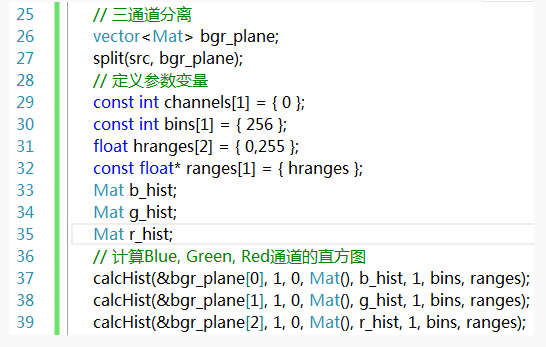 25 // 三通道分离
26 vector<Mat> bgr_plane;
27 split(src, bgr_plane);
28 // 定义参数变量
29 const int channels[1] = { 0 };
30 const int bins[1] = { 256 };
31 float hranges[2] = { 0,255 };
32 const float* ranges[1] = { hranges };
33 Mat b_hist;
34 Mat g_hist;
35 Mat r_hist;
36 // 计算Blue, Green, Red通道的直方图
37 calcHist(&bgr_plane[0], 1, 0, Mat(), b_hist, 1, bins, ranges);
38 calcHist(&bgr_plane[1], 1, 0, Mat(), g_hist, 1, bins, ranges);
39 calcHist(&bgr_plane[2], 1, 0, Mat(), r_hist, 1, bins, ranges);